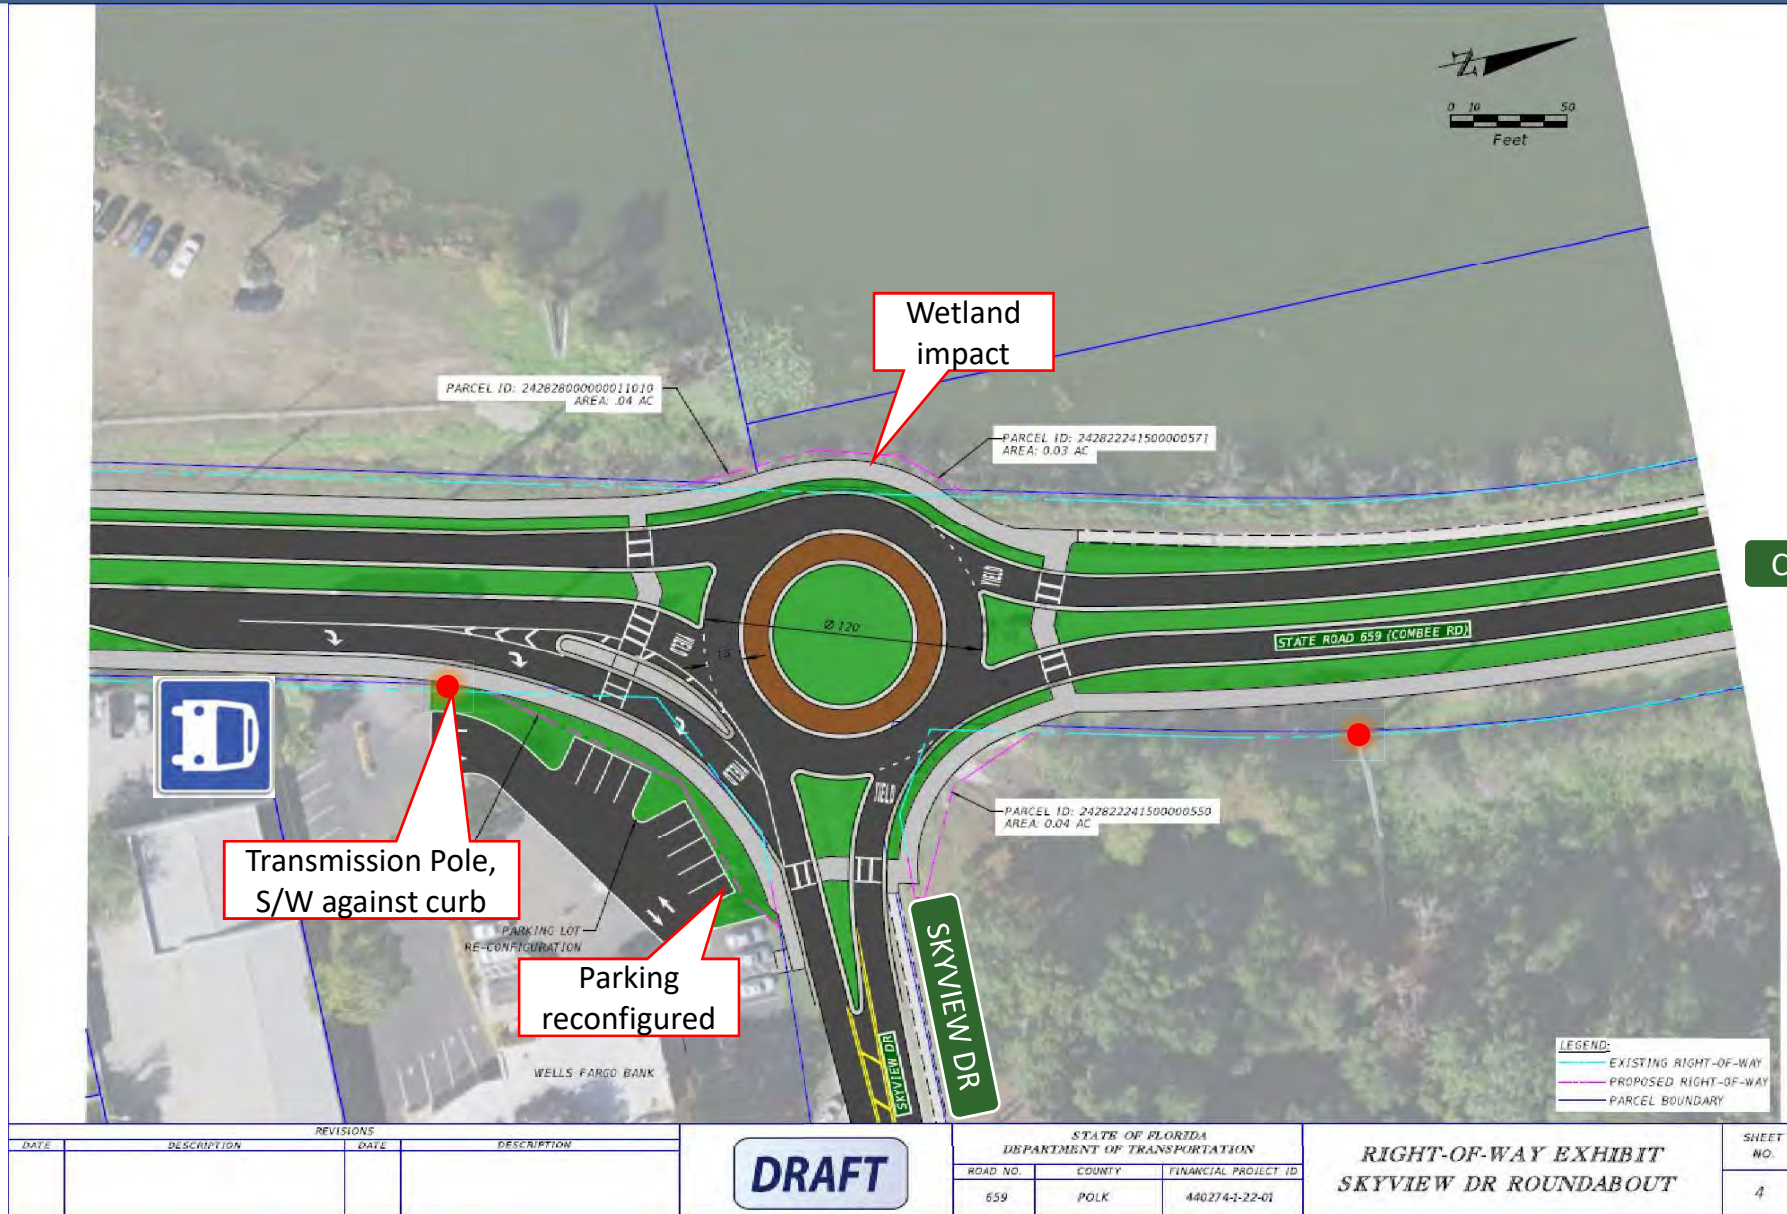 0 10 50
Feet
Wetland
impact
PARCEL ID: 242828000000011010
AREA: .04 AC
PARCEL ID: 242822241500000571
AREA: 0.03 AC
YIELD
C
Ø 120
STATE ROAD 659 (COMBEE RD)
YIELD
15
YIELD
YIELD
PARCEL ID: 242822241500000550
AREA: 0.04 AC
Transmission Pole,
S/W against curb
PARKING LOT
RE-CONFIGURATION
Parking
reconfigured
SKYVIEW DR
SKYVIEW DR
WELLS FARGO BANK
LEGEND:
EXISTING RIGHT-OF-WAY
PROPOSED RIGHT-OF-WAY
PARCEL BOUNDARY
REVISIONS
DATE DESCRIPTION DATE DESCRIPTION
DRAFT
STATE OF FLORIDA
DEPARTMENT OF TRANSPORTATION
ROAD NO. COUNTY FINANCIAL PROJECT ID
659 POLK 440274-1-22-01
RIGHT-OF-WAY EXHIBIT
SKYVIEW DR ROUNDABOUT
SHEET
NO.
4